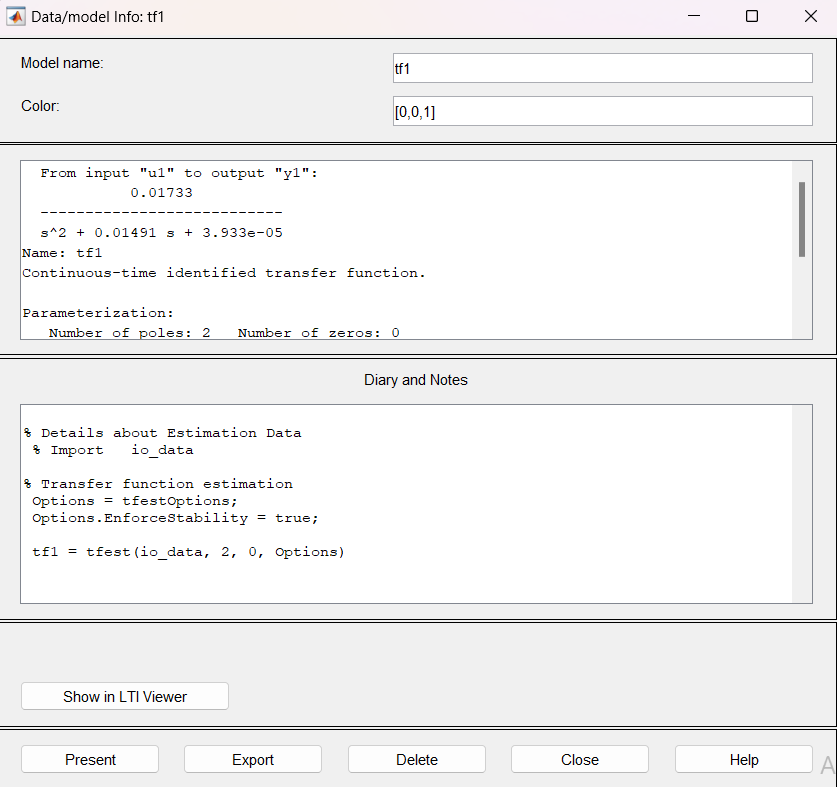 Data/model Info: tf1
Model name:
tf1
Color:
[0,0,1]
From input "u1" to output "y1":
0.01733
---------------------------
s^2 + 0.01491 s + 3.933e-05
Name: tf1
Continuous-time identified transfer function.
Parameterization:
Number of poles: 2   Number of zeros: 0
Diary and Notes
% Details about Estimation Data
% Import   io_data
% Transfer function estimation
Options = tfestOptions;
Options.EnforceStability = true;
tf1 = tfest(io_data, 2, 0, Options)
Show in LTI Viewer
Present
Export
Delete
Close
Help
A